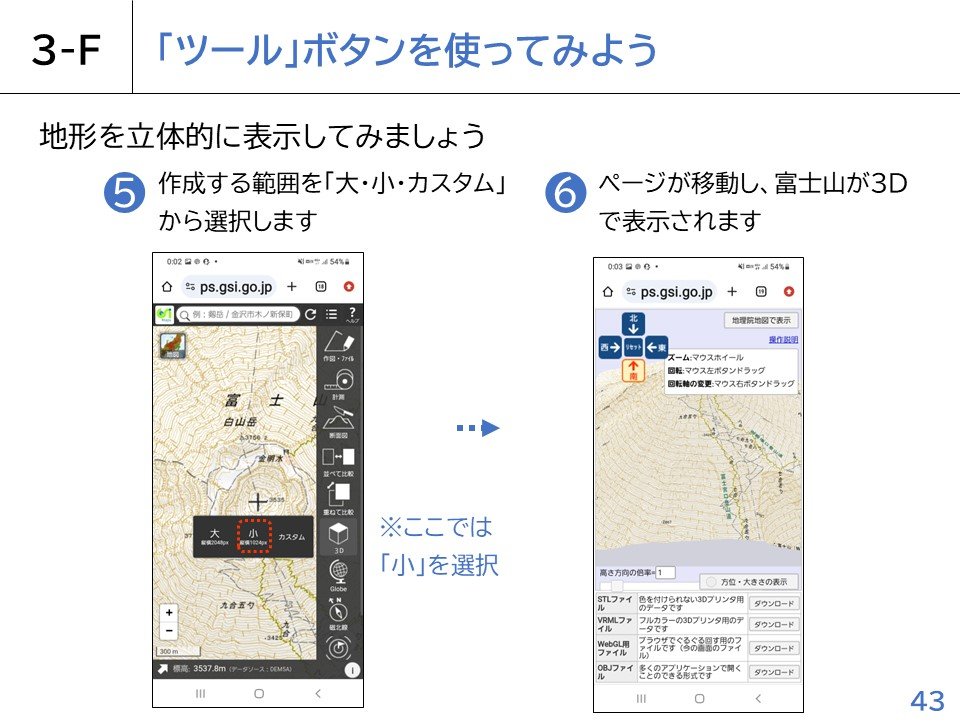 3-F
「ツール」ボタンを使ってみよう
地形を立体的に表示してみましょう
5
作成する範囲を「大・小・カスタム」
から選択します
6
ページが移動し、富士山が3D
で表示されます
0:02
54%
ps.gsi.go.jp
18
例：剱岳 / 金沢市木ノ新保町
ヘルプ
地図
作図・ファイル
計測
断面図
並べて比較
重ねて比較
3D
Globe
磁北線
富 士 山
白山岳
3756
金明水
3535
大
縦横2048px
小
縦横1024px
カスタム
九合五勺
九合
3425
+
−
300 m
標高: 3537.8m (データソース：DEM5A)
※ここでは
「小」を選択
0:03
54%
ps.gsi.go.jp
19
北
西
リセット
東
南
地理院地図で表示
操作説明
ズーム:マウスホイール
回転:マウス左ボタンドラッグ
回転軸の変更:マウス右ボタンドラッグ
高さ方向の倍率= 1
方位・大きさの表示
STLファイル
色を付けられない3Dプリンタ用のデータです
ダウンロード
VRMLファイル
フルカラーの3Dプリンタ用のデータです
ダウンロード
WebGL用ファイル
ブラウザでぐるぐる回す用のファイルです（今の画面のファイル）
ダウンロード
OBJファイル
多くのアプリケーションで開くことのできる形式です
ダウンロード
43